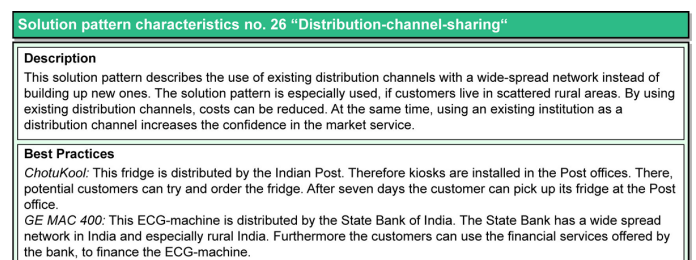 Solution pattern characteristics no. 26 “Distribution-channel-sharing“
Description
This solution pattern describes the use of existing distribution channels with a wide-spread network instead of
building up new ones. The solution pattern is especially used, if customers live in scattered rural areas. By using
existing distribution channels, costs can be reduced. At the same time, using an existing institution as a
distribution channel increases the confidence in the market service.
Best Practices
ChotuKool: This fridge is distributed by the Indian Post. Therefore kiosks are installed in the Post offices. There,
potential customers can try and order the fridge. After seven days the customer can pick up its fridge at the Post
office.
GE MAC 400: This ECG-machine is distributed by the State Bank of India. The State Bank has a wide spread
network in India and especially rural India. Furthermore the customers can use the financial services offered by
the bank, to finance the ECG-machine.